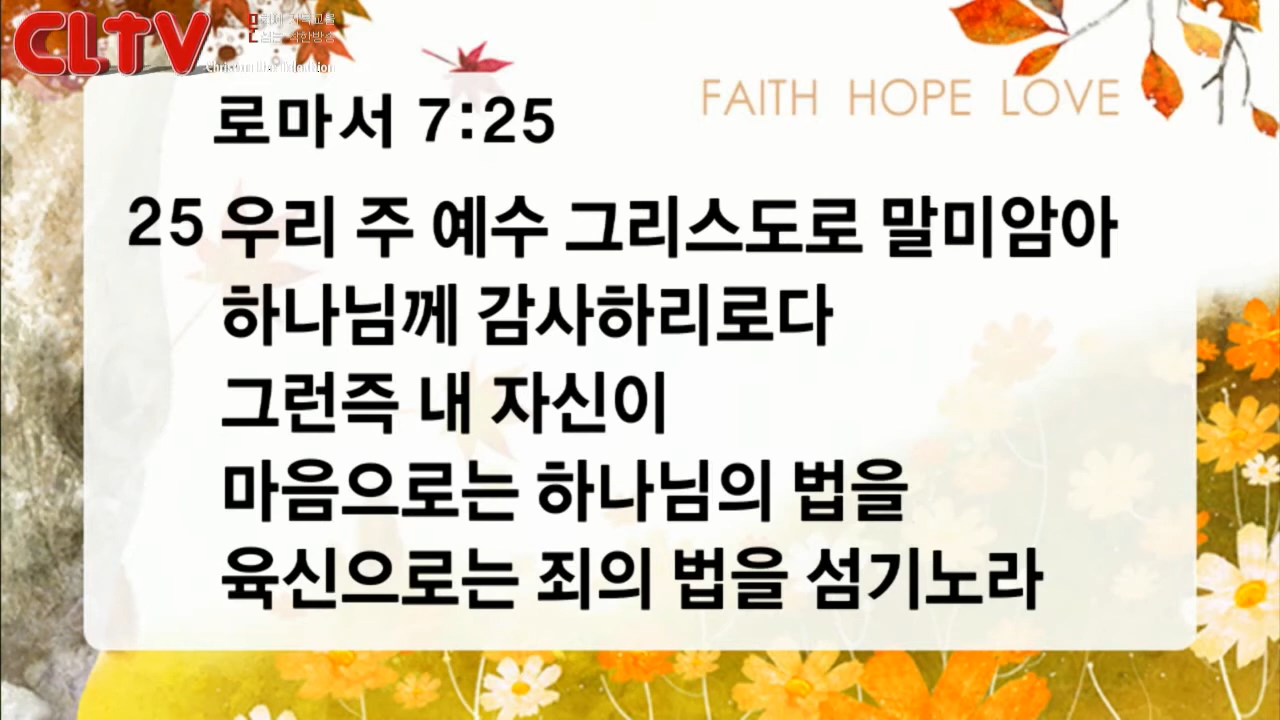 CLTV
FAITH HOPE LOVE
로마서 7:25
25 우리 주 예수 그리스도로 말미암아
하나님께 감사하리로다
그런즉 내 자신이
마음으로는 하나님의 법을
육신으로는 죄의 법을 섬기노라